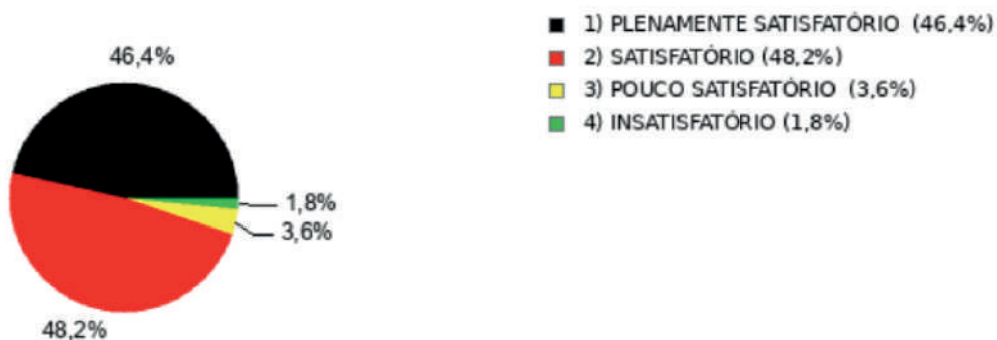 46,4%
1,8%
3,6%
48,2%
1) PLENAMENTE SATISFATÓRIO (46,4%)
2) SATISFATÓRIO (48,2%)
3) POUCO SATISFATÓRIO (3,6%)
4) INSATISFATÓRIO (1,8%)